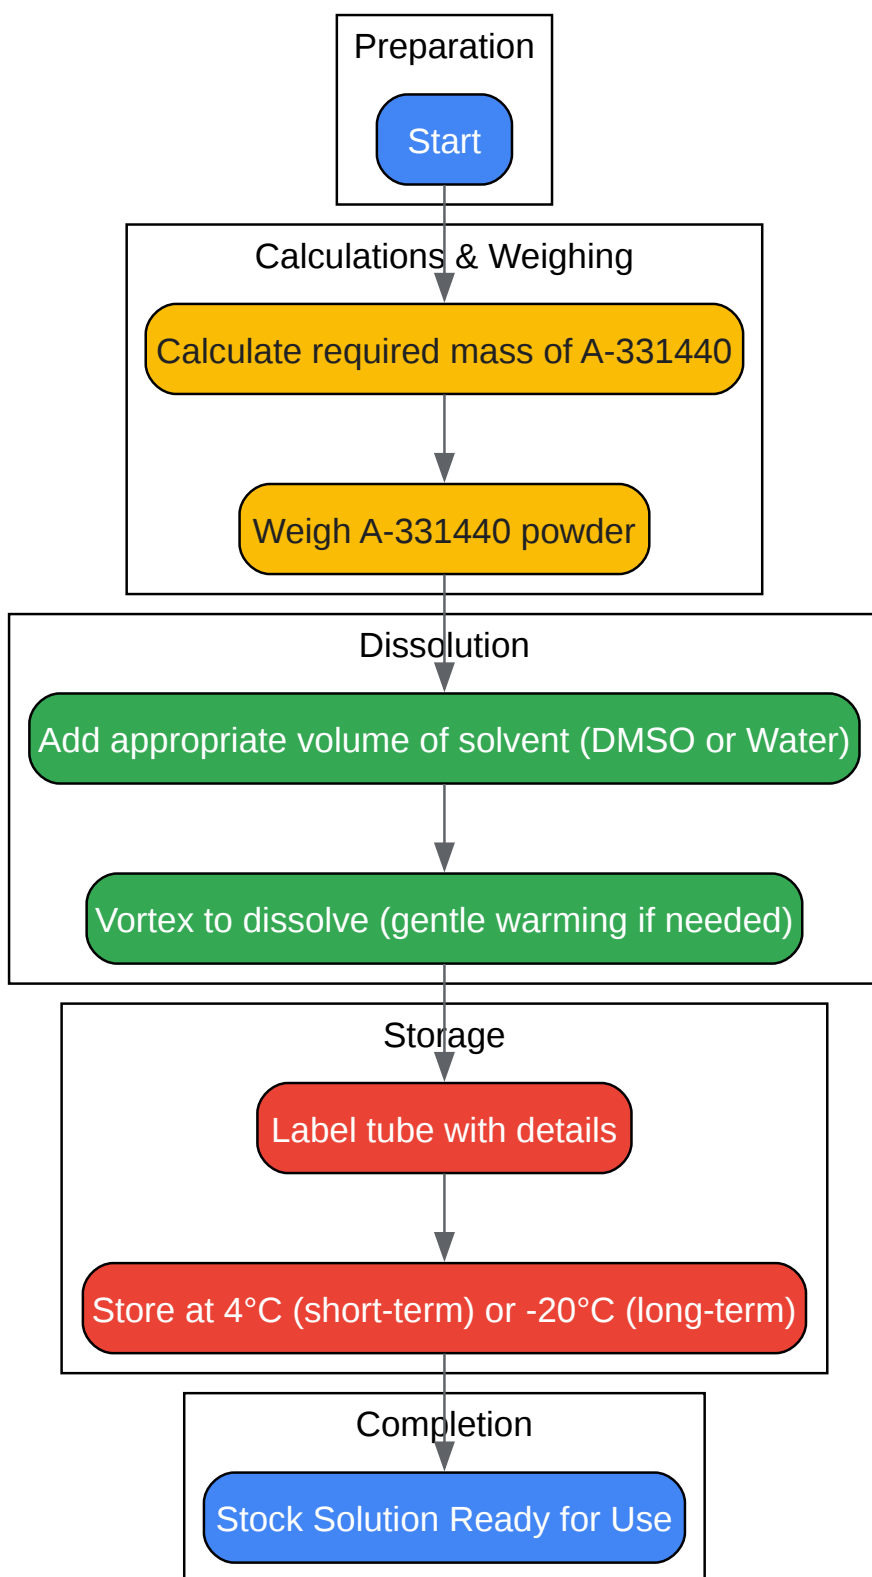 Preparation
Start
Calculations & Weighing
Calculate required mass of A-331440
Weigh A-331440 powder
Dissolution
Add appropriate volume of solvent (DMSO or Water)
Vortex to dissolve (gentle warming if needed)
Storage
Label tube with details
Store at 4°C (short-term) or -20°C (long-term)
Completion
Stock Solution Ready for Use